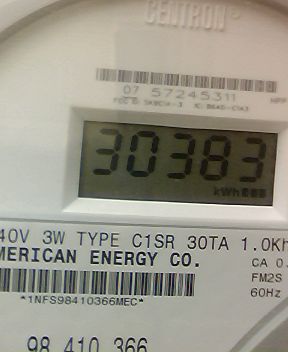 CENTRON®
07 57245311
30383
kWh
40V 3W TYPE C1SR 30TA 1.0Kh
MERICAN ENERGY CO.
CA 0.
FM2S
60Hz
*1NFS98410366MEC*
98 410 366